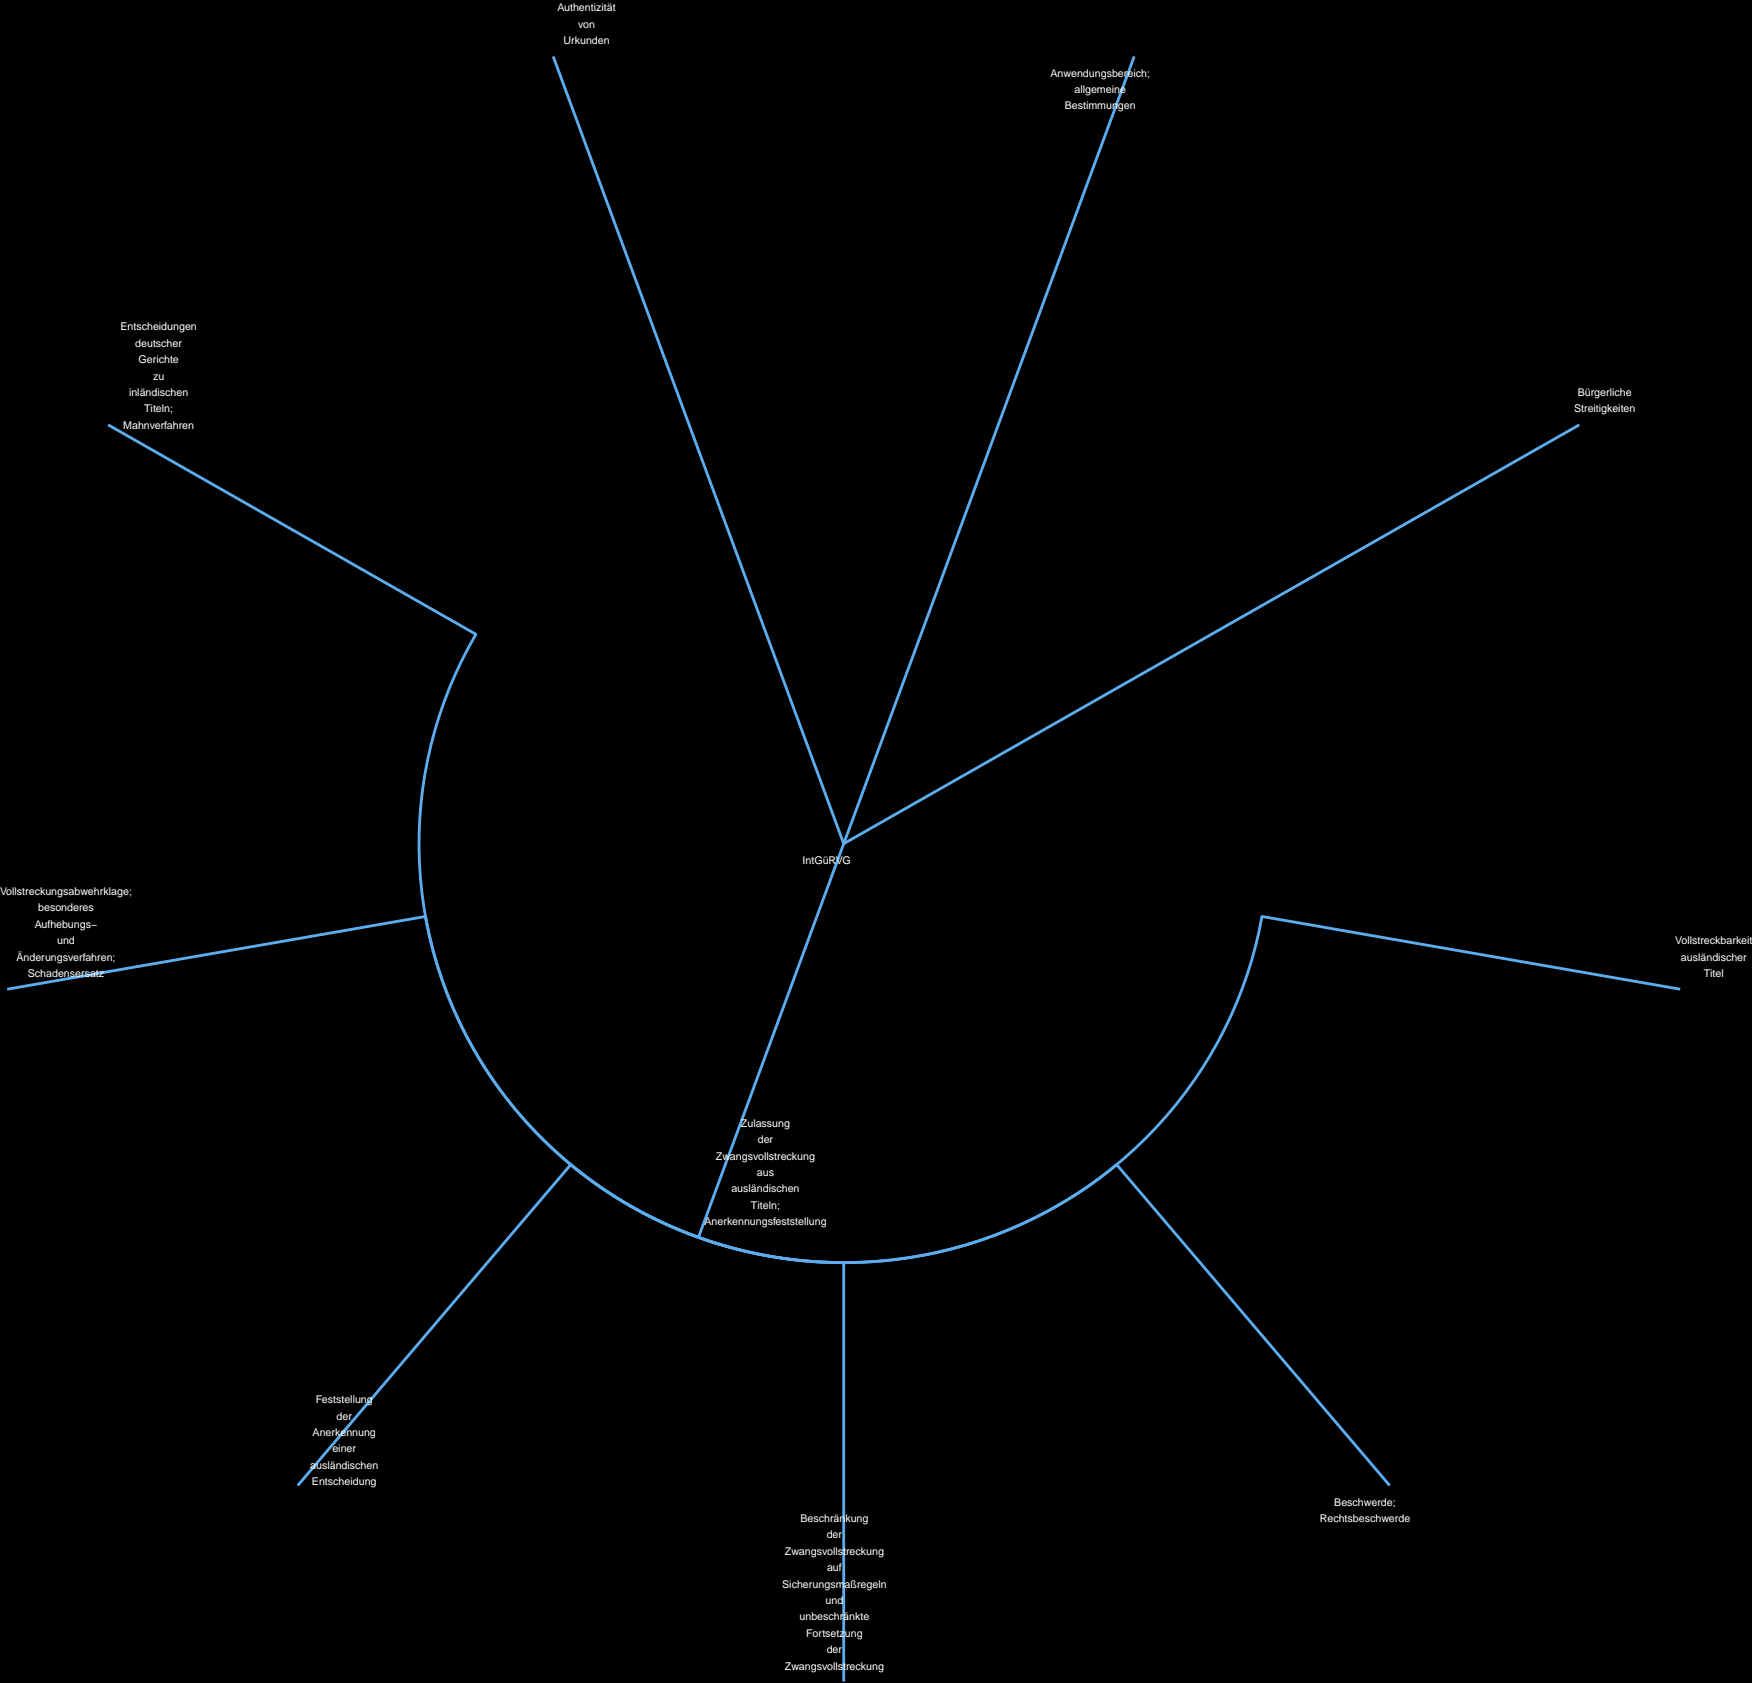 Authentizität
von
Urkunden
Anwendungsbereich;
allgemeine
Bestimmungen
Entscheidungen
deutscher
Gerichte
zu
inländischen
Titeln;
Mahnverfahren
Bürgerliche
Streitigkeiten
IntGüRVG
Vollstreckungsabwehrklage;
besonderes
Aufhebungs–
und
Änderungsverfahren;
Schadensersatz
Vollstreckbarkeit
ausländischer
Titel
Zulassung
der
Zwangsvollstreckung
aus
ausländischen
Titeln;
Anerkennungsfeststellung
Feststellung
der
Anerkennung
einer
ausländischen
Entscheidung
Beschwerde;
Rechtsbeschwerde
Beschränkung
der
Zwangsvollstreckung
auf
Sicherungsmaßregeln
und
unbeschränkte
Fortsetzung
der
Zwangsvollstreckung